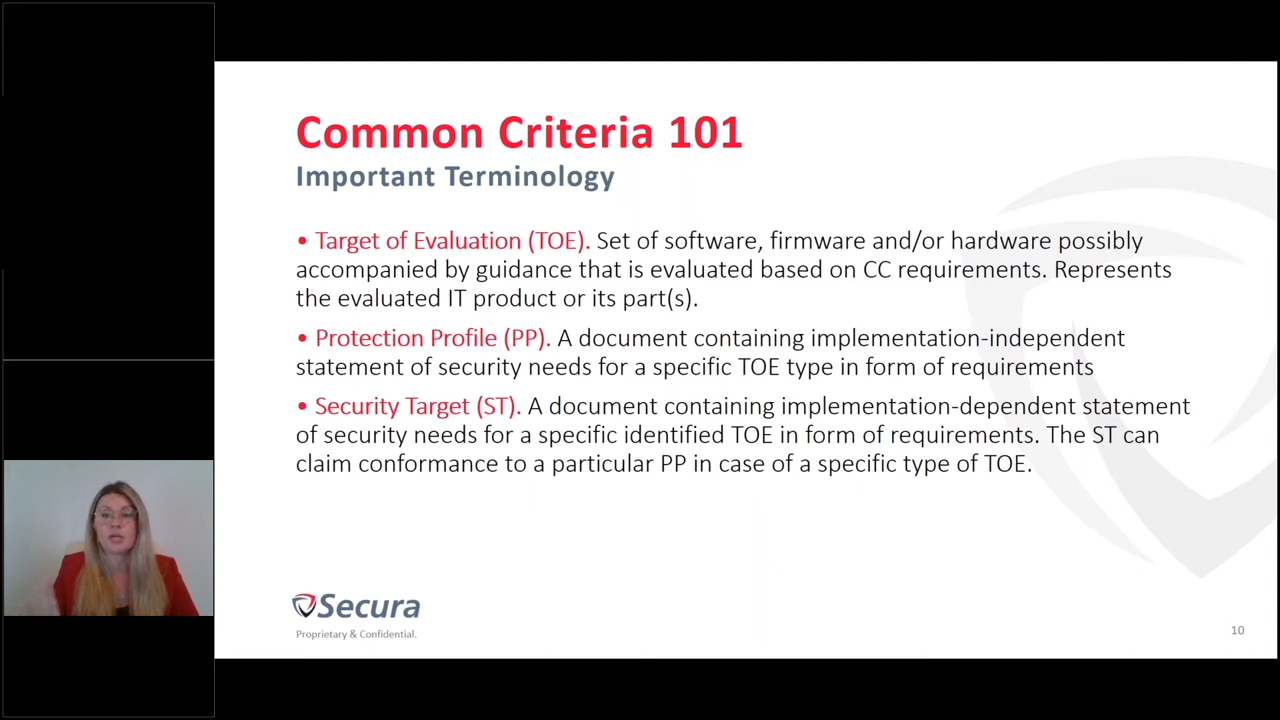 Common Criteria 101
Important Terminology
• Target of Evaluation (TOE). Set of software, firmware and/or hardware possibly
accompanied by guidance that is evaluated based on CC requirements. Represents
the evaluated IT product or its part(s).
• Protection Profile (PP). A document containing implementation-independent
statement of security needs for a specific TOE type in form of requirements
• Security Target (ST). A document containing implementation-dependent statement
of security needs for a specific identified TOE in form of requirements. The ST can
claim conformance to a particular PP in case of a specific type of TOE.
Secura
Proprietary & Confidential.
10